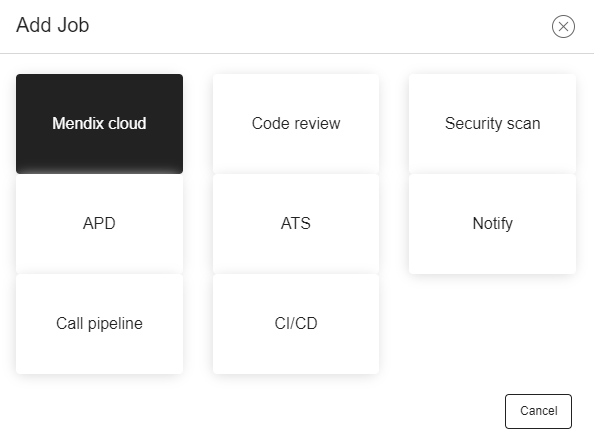 Add Job
Mendix cloud
Code review
Security scan
APD
ATS
Notify
Call pipeline
CI/CD
Cancel